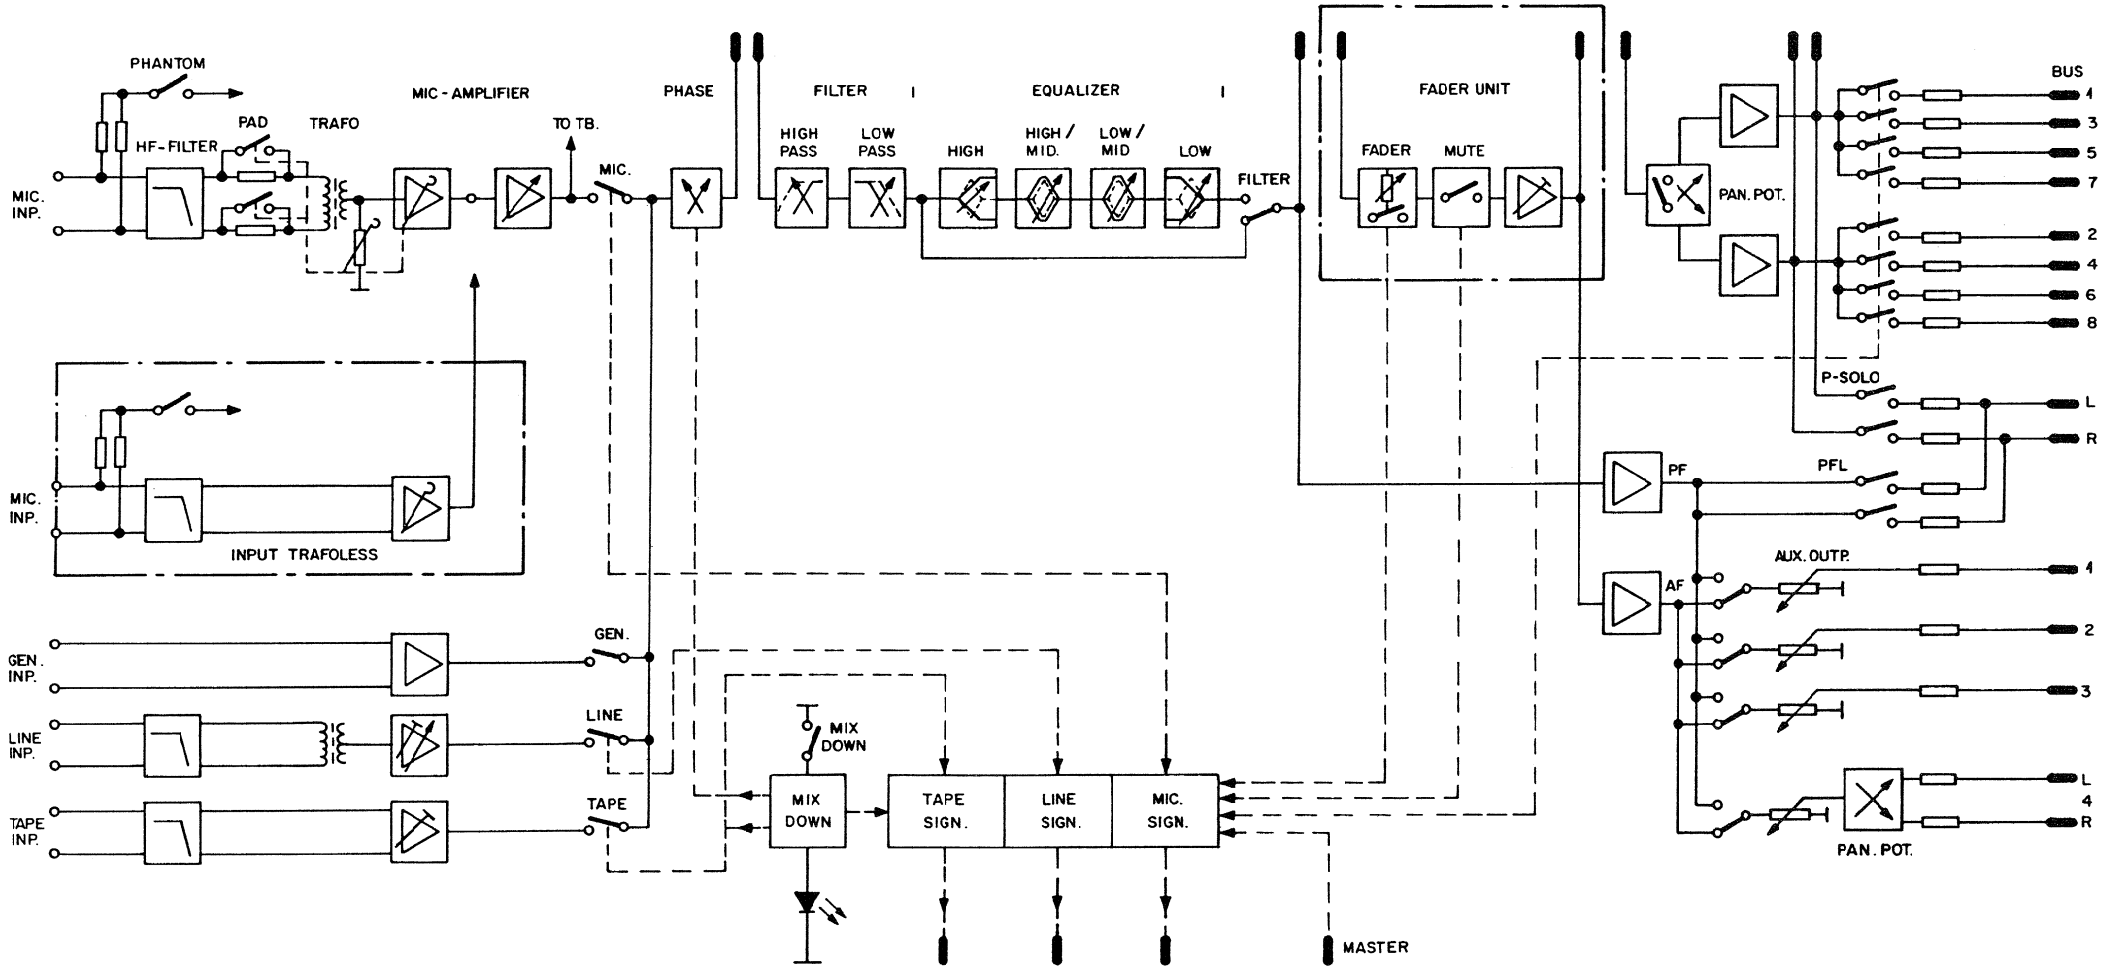 PHANTOM
MIC-AMPLIFIER
PHASE
FILTER
EQUALIZER
FADER UNIT
BUS
HF-FILTER
PAD
TRAFO
TO TB.
HIGH PASS
LOW PASS
HIGH
HIGH / MID.
LOW / MID
LOW
FILTER
FADER
MUTE
PAN. POT.
1
3
5
7
2
4
6
8
MIC. INP.
MIC.
P-SOLO
L
R
MIC. INP.
INPUT TRAFOLESS
PF
PFL
AF
AUX. OUTP.
1
2
3
GEN. INP.
GEN.
LINE INP.
LINE
MIX DOWN
TAPE INP.
TAPE
MIX DOWN
TAPE SIGN.
LINE SIGN.
MIC. SIGN.
L
4
R
PAN. POT.
MASTER